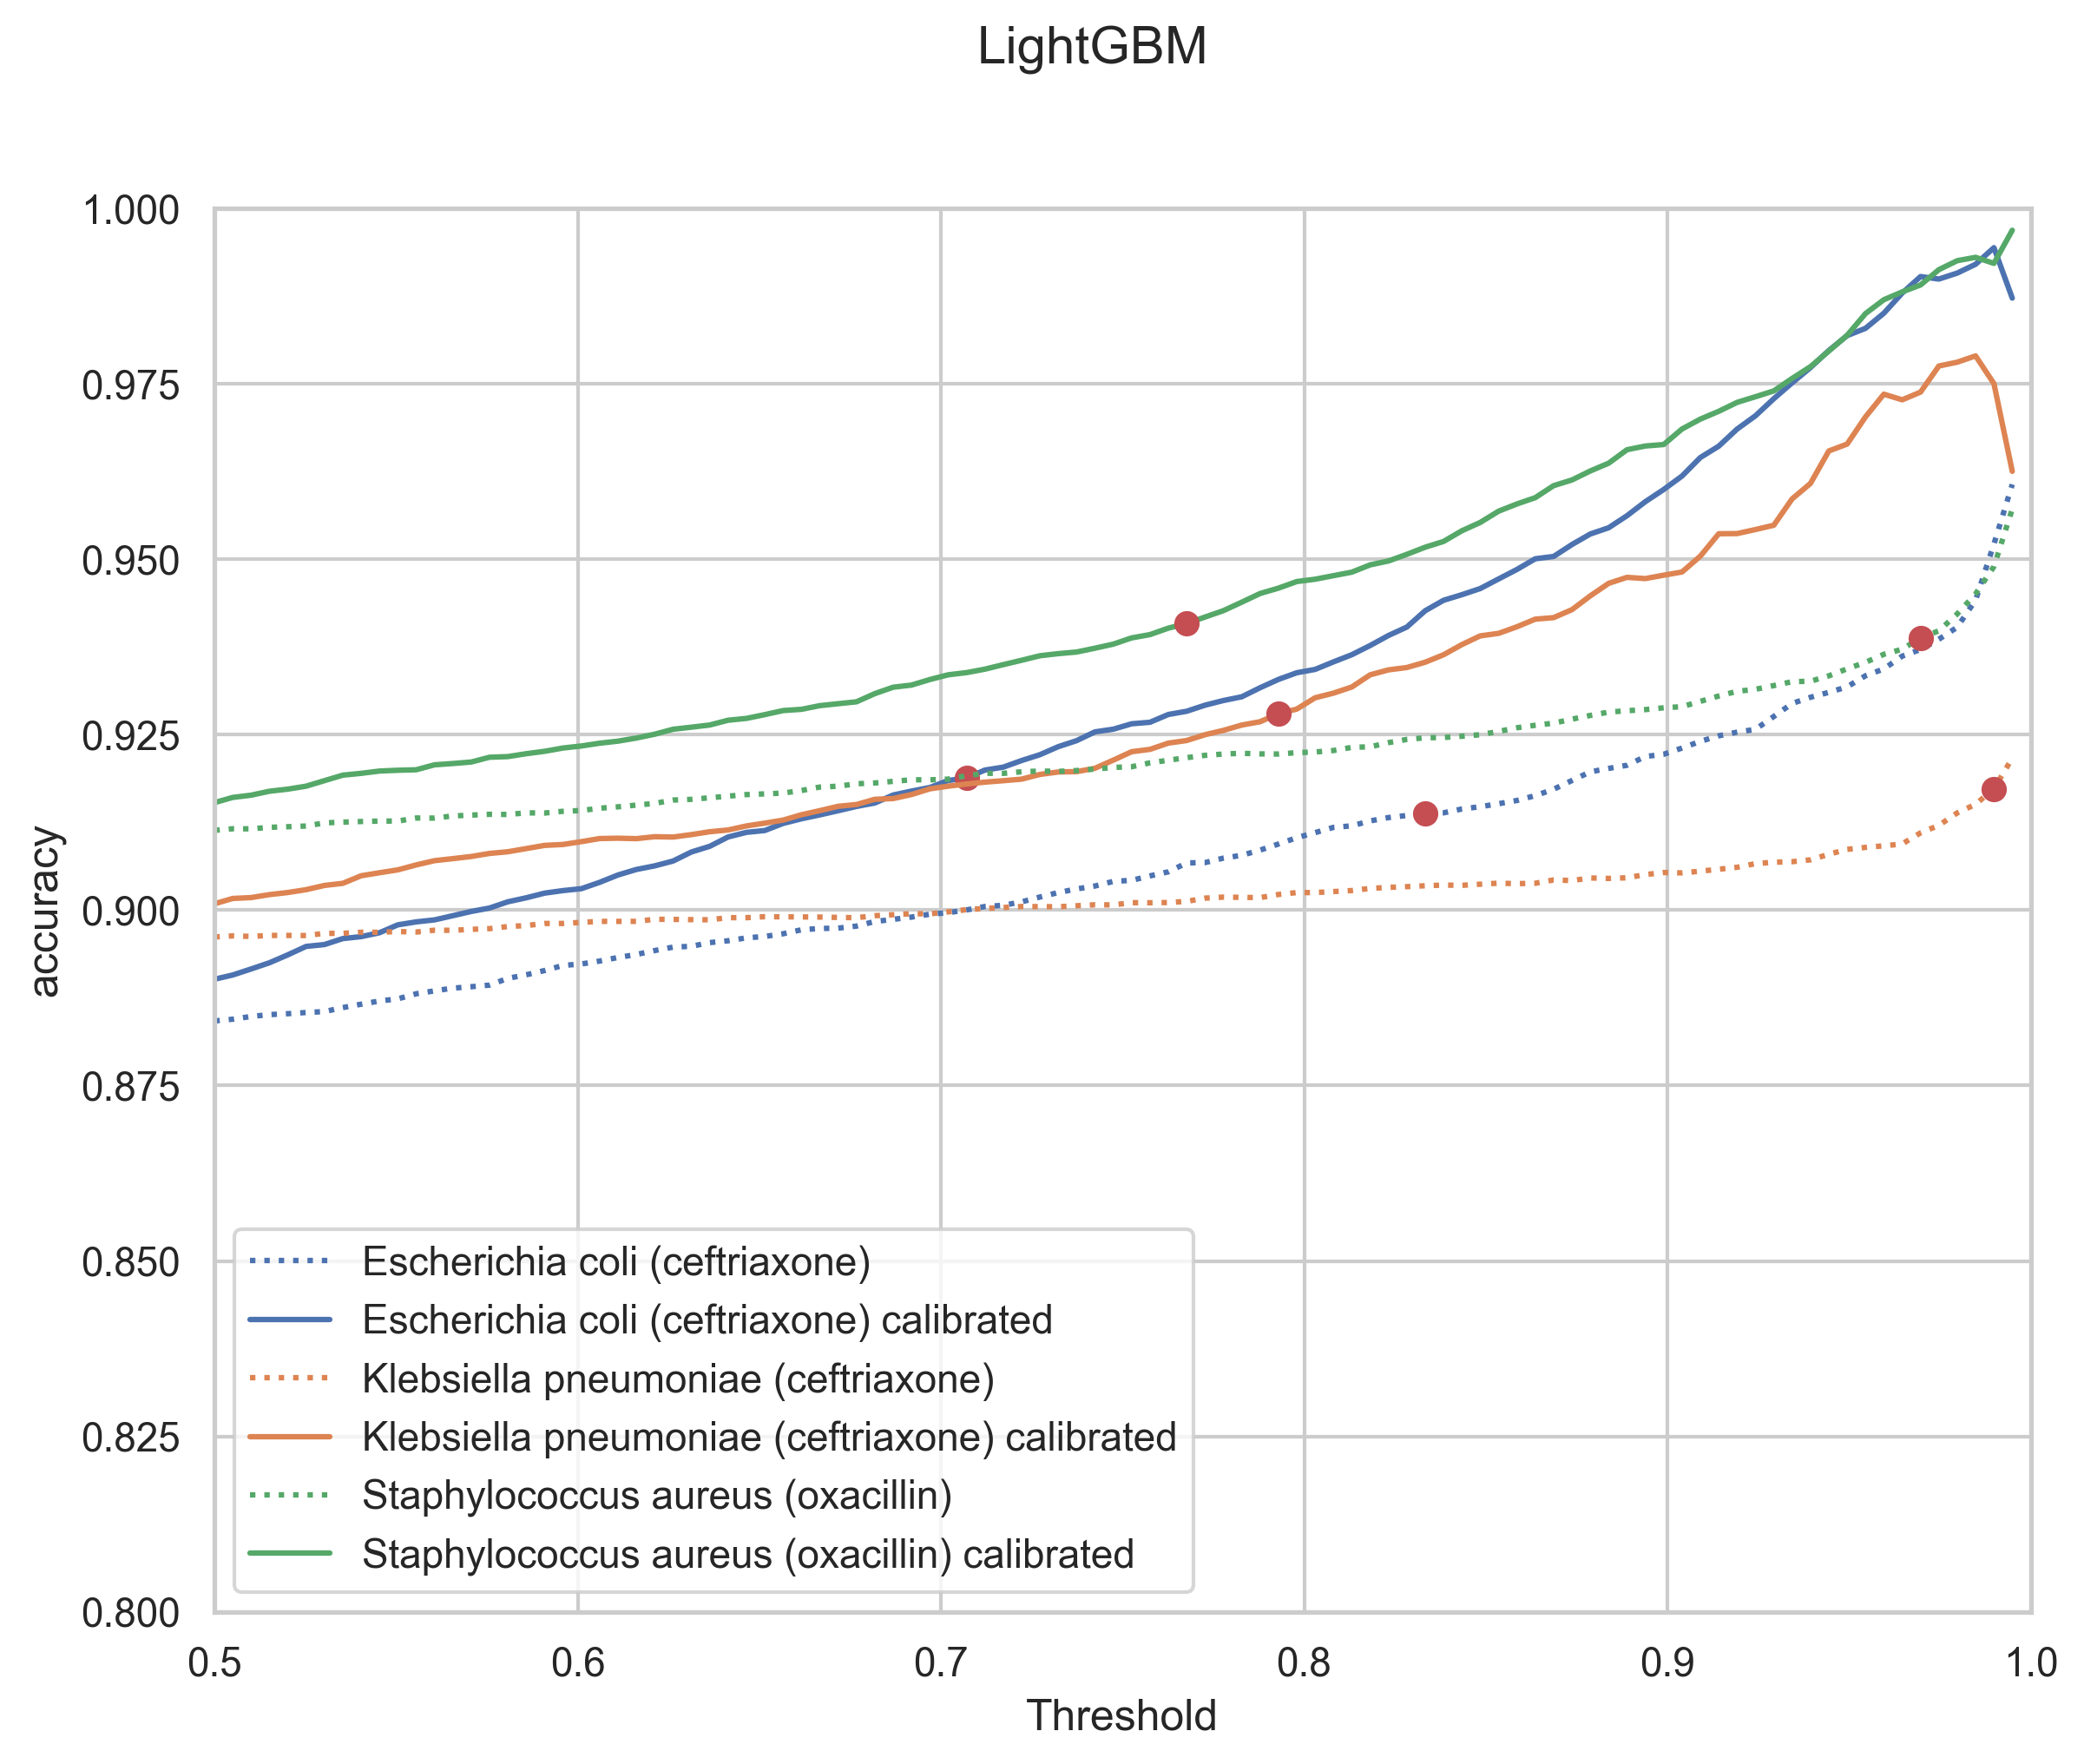 LightGBM
1.000
0.975
0.950
0.925
0.900
0.875
0.850
0.825
0.800
accuracy
Escherichia coli (ceftriaxone)
Escherichia coli (ceftriaxone) calibrated
Klebsiella pneumoniae (ceftriaxone)
Klebsiella pneumoniae (ceftriaxone) calibrated
Staphylococcus aureus (oxacillin)
Staphylococcus aureus (oxacillin) calibrated
0.5 0.6 0.7 0.8 0.9 1.0
Threshold